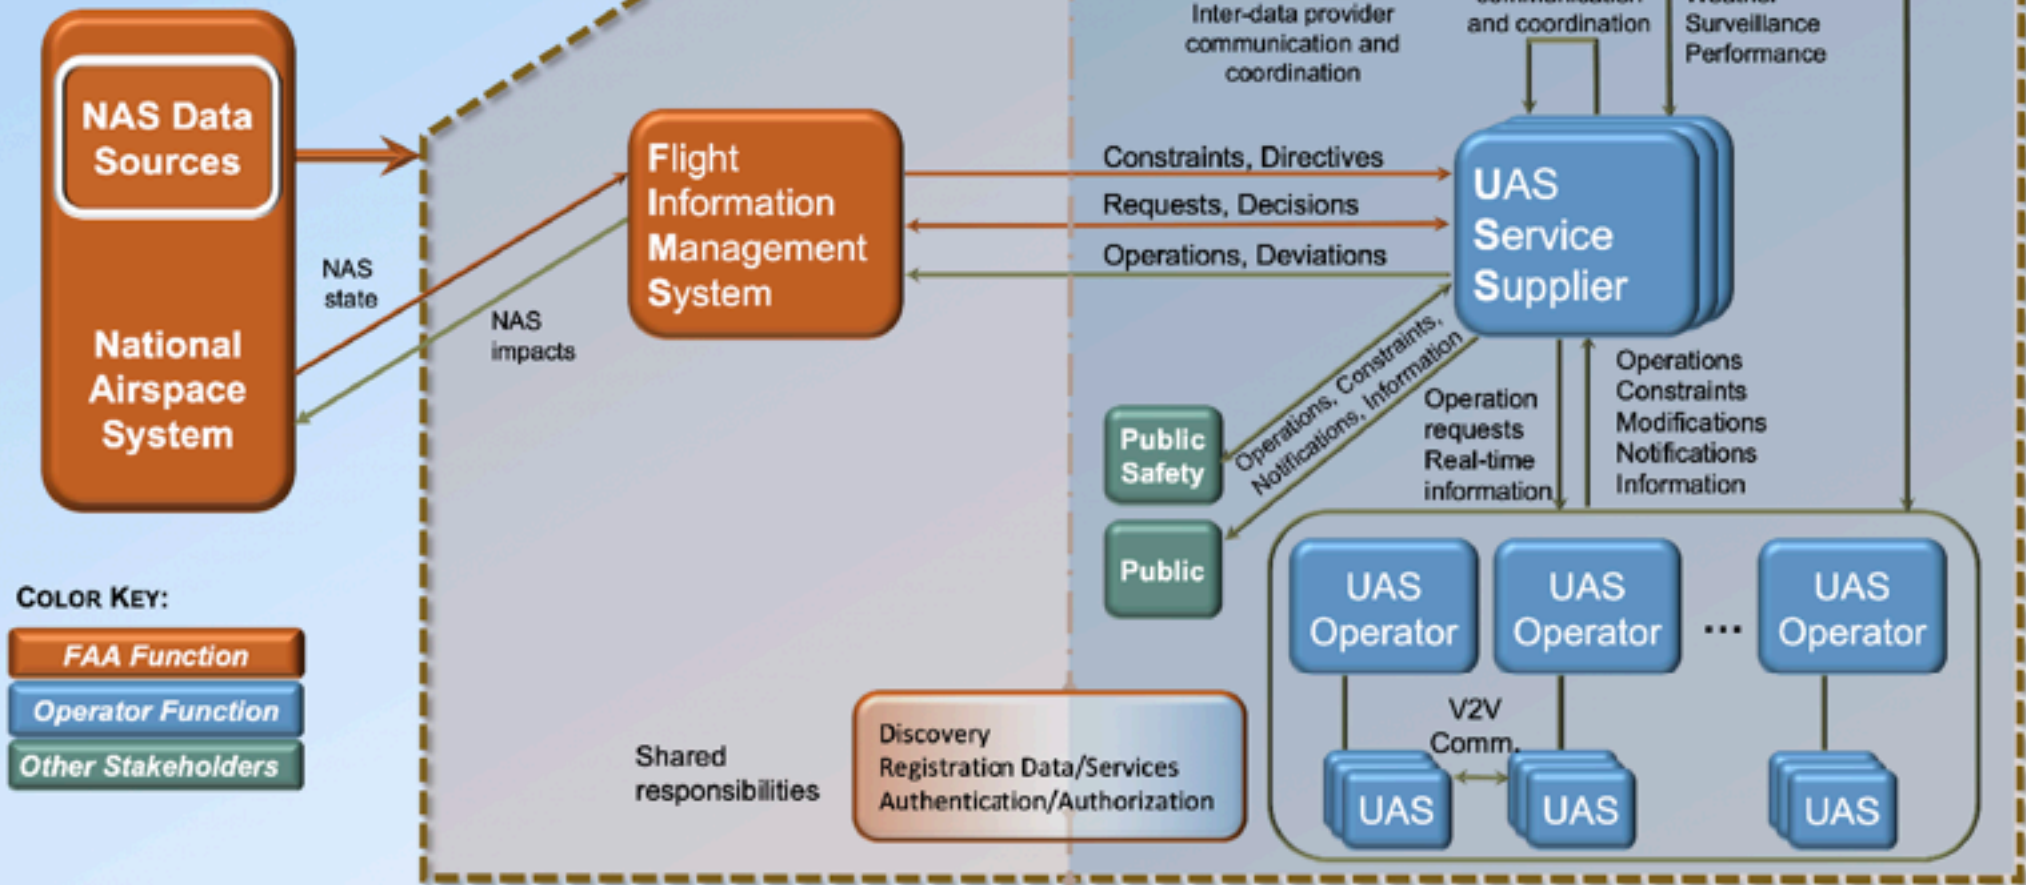 NAS Data
Sources
National
Airspace
System
NAS
state
NAS
impacts
Flight
Information
Management
System
Inter-data provider
communication and
coordination
and coordination
Surveillance
Performance
Constraints, Directives
Requests, Decisions
Operations, Deviations
UAS
Service
Supplier
Operations, Constraints,
Notifications, Information
Public
Safety
Public
Operation
requests
Real-time
information
Operations
Constraints
Modifications
Notifications
Information
UAS
Operator
UAS
Operator
...
UAS
Operator
V2V
Comm.
UAS
UAS
UAS
COLOR KEY:
FAA Function
Operator Function
Other Stakeholders
Shared
responsibilities
Discovery
Registration Data/Services
Authentication/Authorization